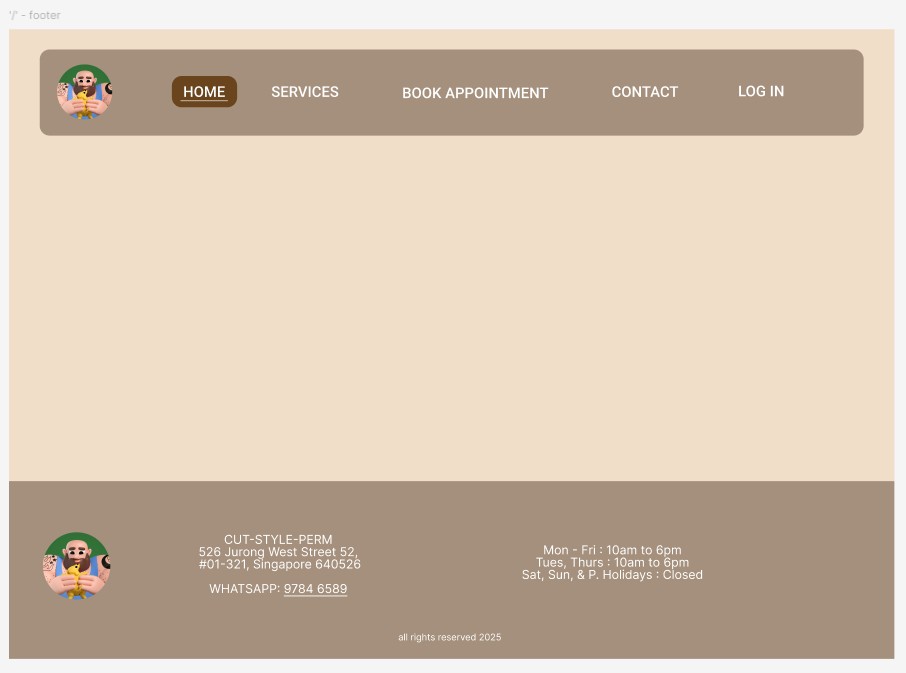 '/' - footer
HOME
SERVICES
BOOK APPOINTMENT
CONTACT
LOG IN
CUT-STYLE-PERM
526 Jurong West Street 52,
#01-321, Singapore 640526
WHATSAPP: 9784 6589
Mon - Fri : 10am to 6pm
Tues, Thurs : 10am to 6pm
Sat, Sun, & P. Holidays : Closed
all rights reserved 2025